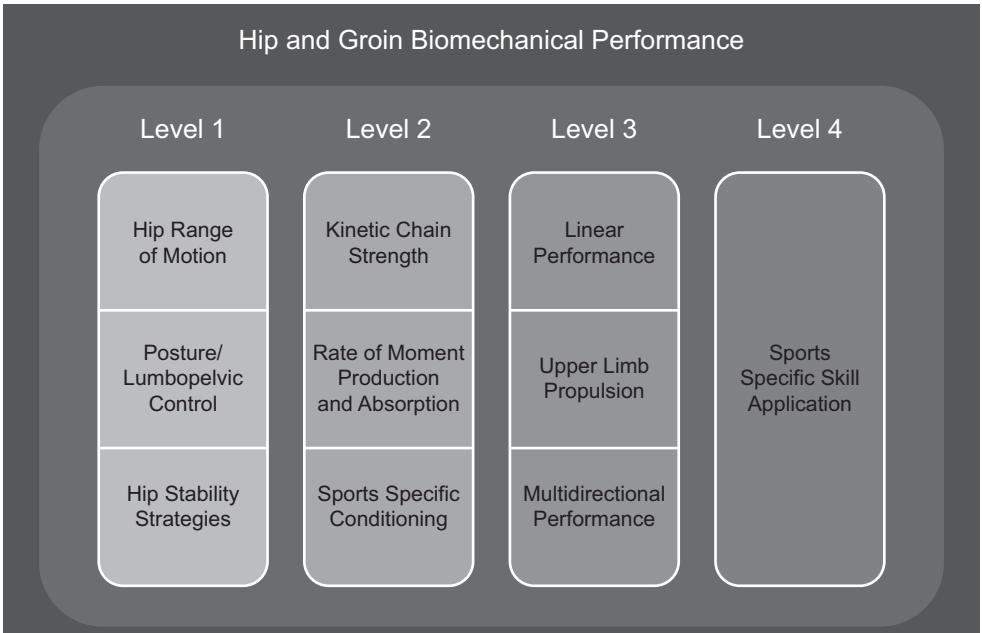 Hip and Groin Biomechanical Performance
Level 1
Hip Range
of Motion
Posture/
Lumbopelvic
Control
Hip Stability
Strategies
Level 2
Kinetic Chain
Strength
Rate of Moment
Production
and Absorption
Sports Specific
Conditioning
Level 3
Linear
Performance
Upper Limb
Propulsion
Multidirectional
Performance
Level 4
Sports
Specific Skill
Application